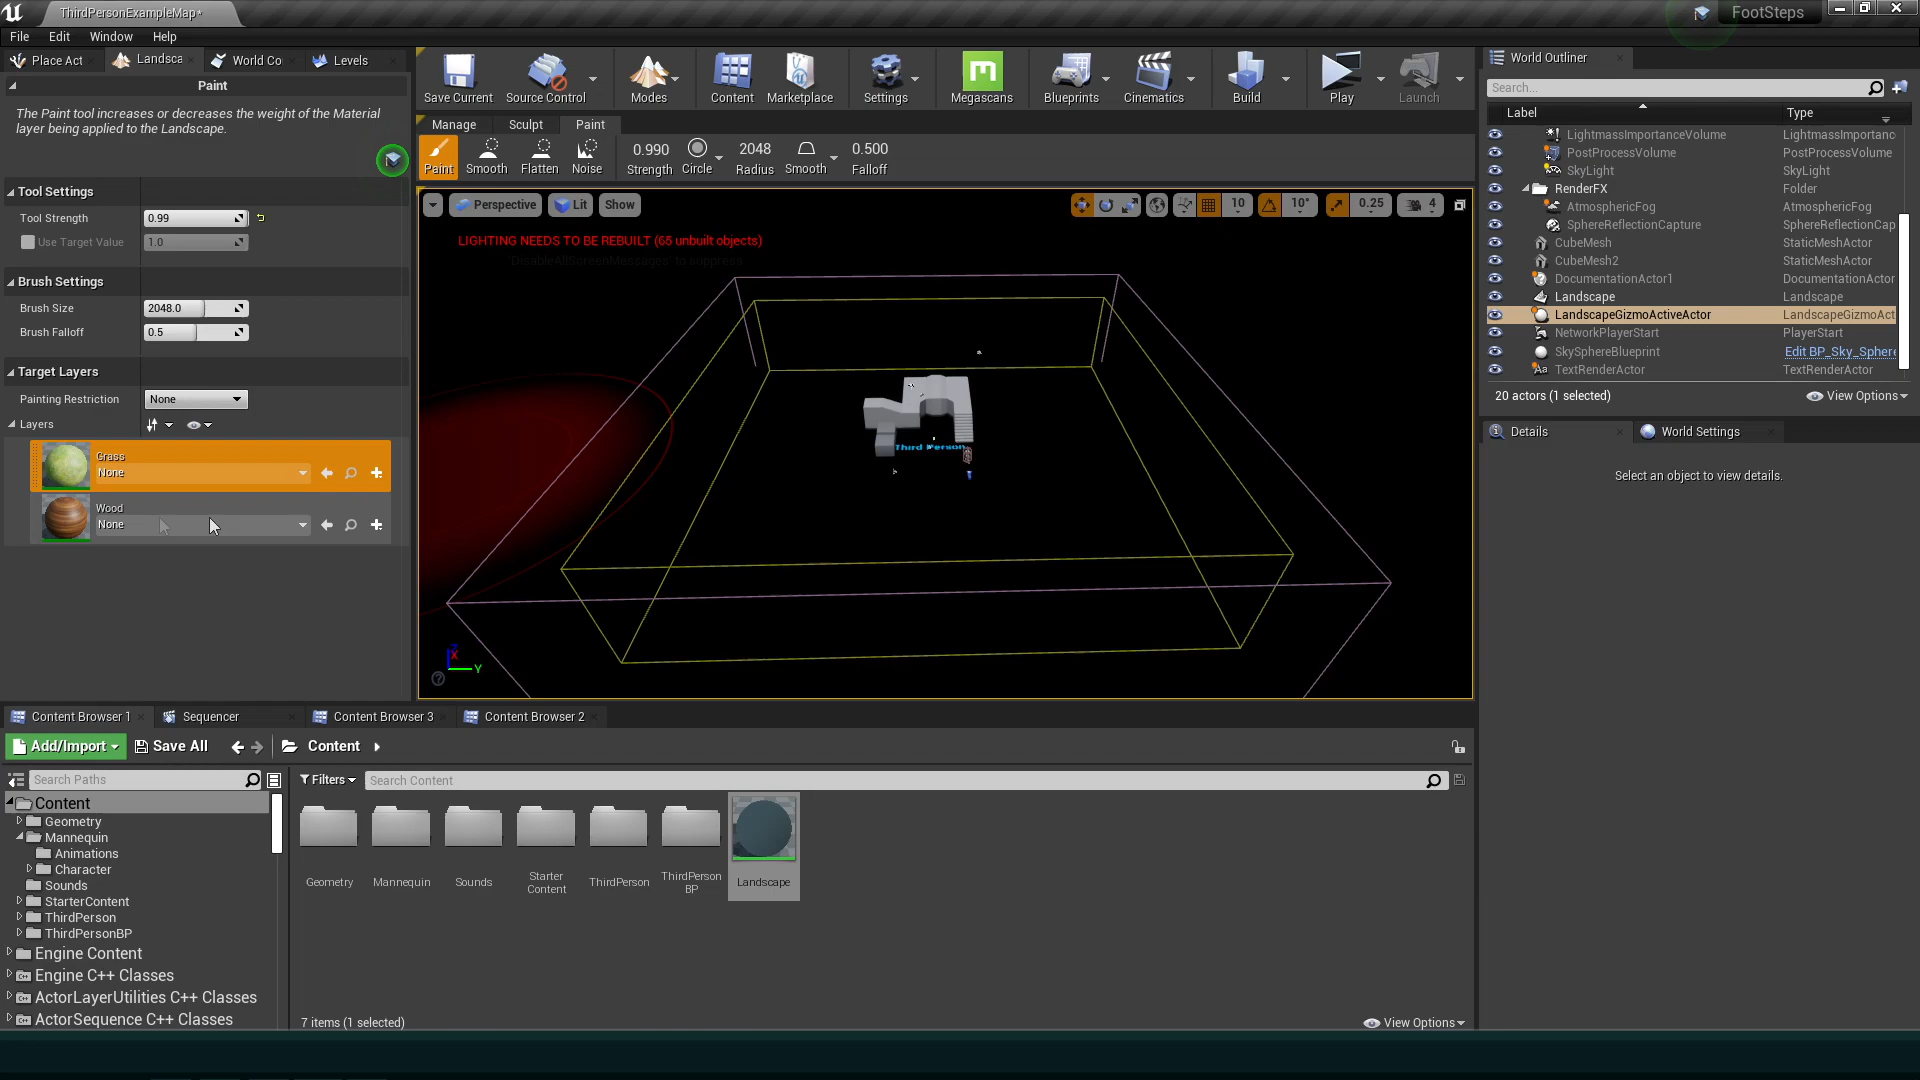 ThirdPersonExampleMap*
FootSteps
File Edit Window Help
Place Act
Landsca
World Co
Levels
Paint
The Paint tool increases or decreases the weight of the Material
layer being applied to the Landscape.
Tool Settings
Tool Strength 0.99
Use Target Value 1.0
Brush Settings
Brush Size 2048.0
Brush Falloff 0.5
Target Layers
Painting Restriction None
Layers
Grass
None
Wood
None
Save Current
Source Control
Modes
Content
Marketplace
Settings
Megascans
Blueprints
Cinematics
Build
Play
Launch
Manage Sculpt Paint
Paint
Smooth
Flatten
Noise
0.990
Strength
Circle
2048
Radius
Smooth
0.500
Falloff
Perspective
Lit
Show
10
10°
0.25
4
LIGHTING NEEDS TO BE REBUILT (65 unbuilt objects)
'DisableAllScreenMessages' to suppress
Third Person
Z
X
Y
World Outliner
Search...
Label Type
LightmassImportanceVolume LightmassImportanc
PostProcessVolume PostProcessVolume
SkyLight SkyLight
RenderFX Folder
AtmosphericFog AtmosphericFog
SphereReflectionCapture SphereReflectionCap
CubeMesh StaticMeshActor
CubeMesh2 StaticMeshActor
DocumentationActor1 DocumentationActor
Landscape Landscape
LandscapeGizmoActiveActor LandscapeGizmoAct
NetworkPlayerStart PlayerStart
SkySphereBlueprint Edit BP_Sky_Sphere
TextRenderActor TextRenderActor
20 actors (1 selected)
View Options
Details
World Settings
Select an object to view details.
Content Browser 1
Sequencer
Content Browser 3
Content Browser 2
Add/Import
Save All
Content
Search Paths
Filters
Search Content
Content
Geometry
Mannequin
Animations
Character
Sounds
StarterContent
ThirdPerson
ThirdPersonBP
Engine Content
Engine C++ Classes
ActorLayerUtilities C++ Classes
ActorSequence C++ Classes
Geometry
Mannequin
Sounds
Starter
Content
ThirdPerson
ThirdPerson
BP
Landscape
7 items (1 selected)
View Options